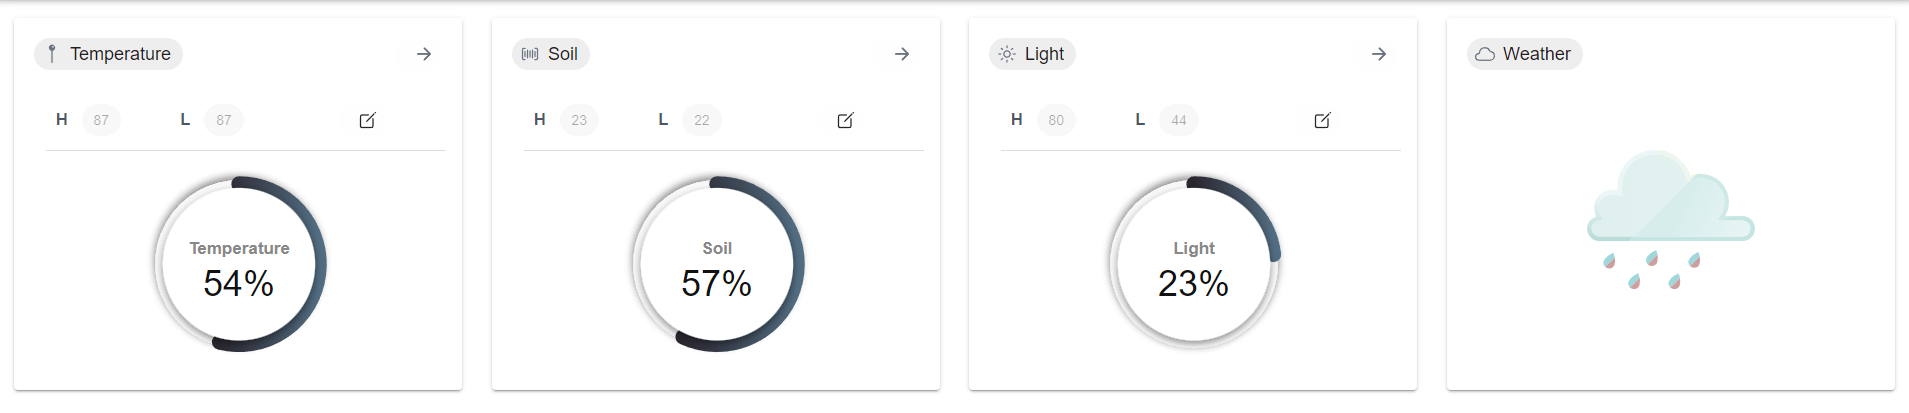 Temperature
H 87 L 87
Temperature
54%
Soil
H 23 L 22
Soil
57%
Light
H 80 L 44
Light
23%
Weather